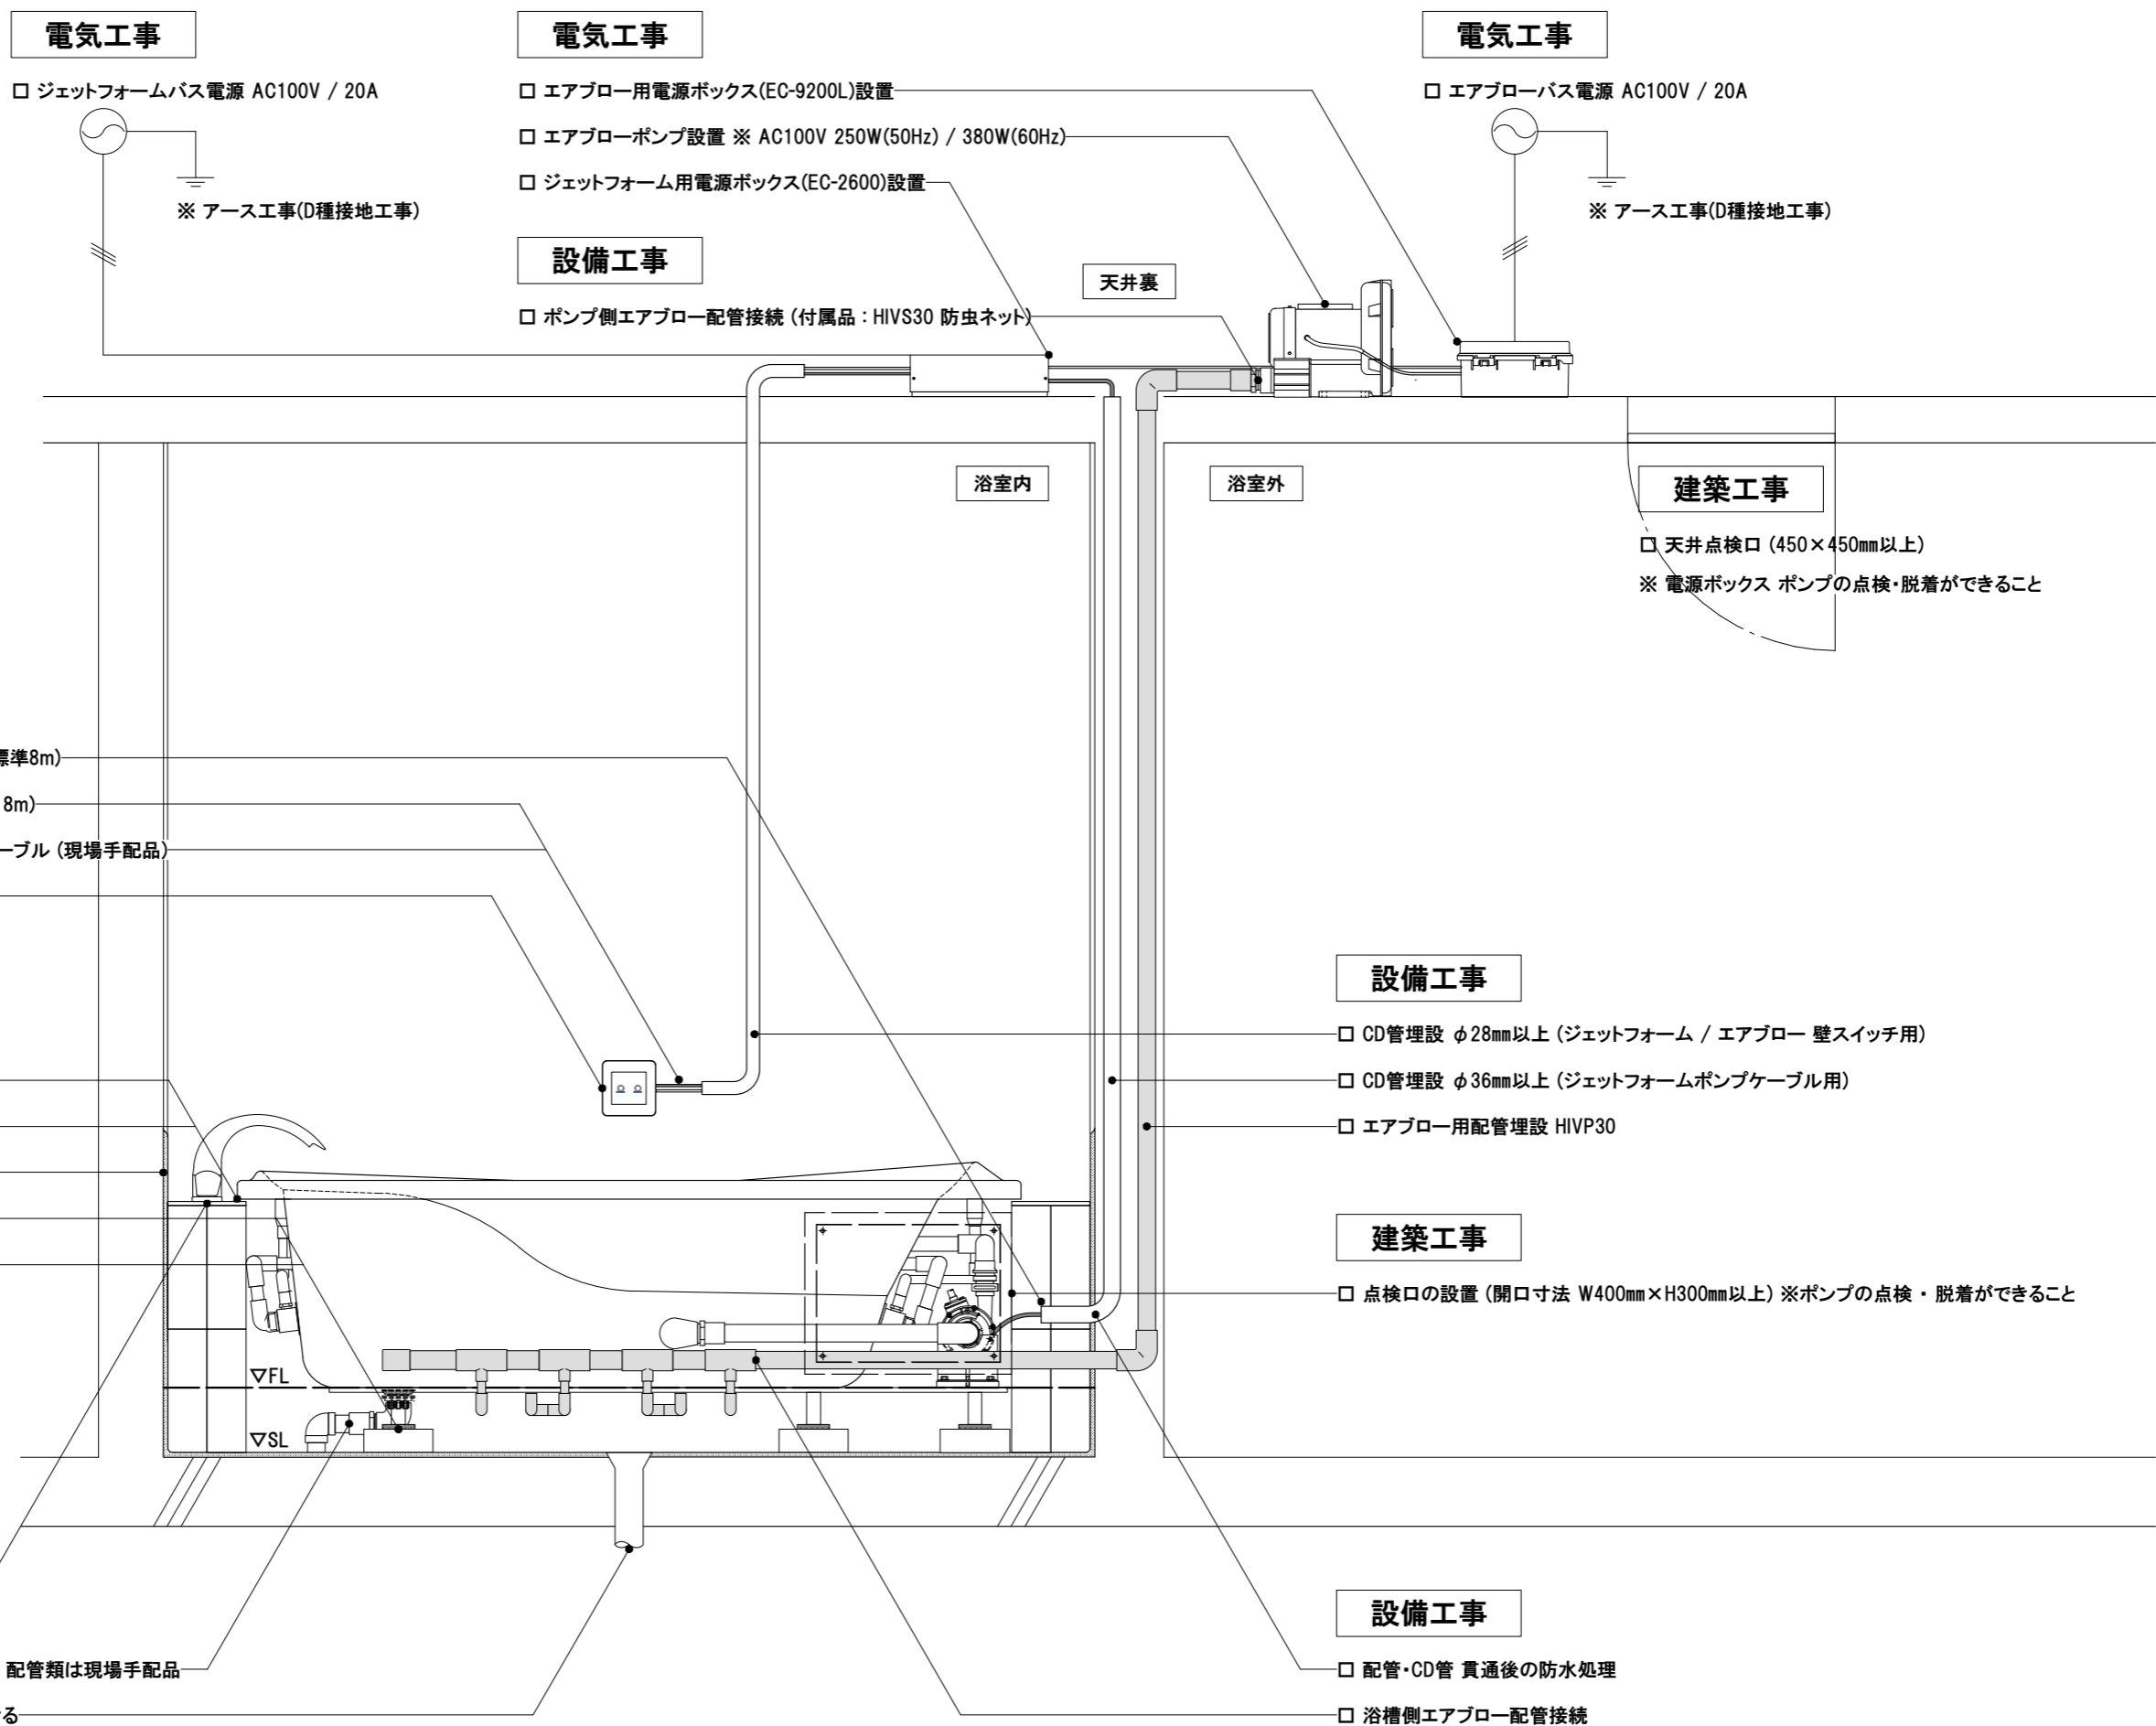 電気工事
□ ジェットフォームバス電源 AC100V / 20A
※ アース工事(D種接地工事)
電気工事
□ エアブロー用電源ボックス(EC-9200L)設置
□ エアブローポンプ設置 ※ AC100V 250W(50Hz) / 380W(60Hz)
□ ジェットフォーム用電源ボックス(EC-2600)設置
設備工事
□ ポンプ側エアブロー配管接続 (付属品：HIVS30 防虫ネット)
天井裏
電気工事
□ エアブローバス電源 AC100V / 20A
※ アース工事(D種接地工事)
浴室内
浴室外
建築工事
□ 天井点検口 (450×450㎜以上)
※ 電源ボックス ポンプの点検・脱着ができること
標準8m)
8m)
ーブル (現場手配品)
設備工事
□ CD管埋設 φ28㎜以上 (ジェットフォーム / エアブロー 壁スイッチ用)
□ CD管埋設 φ36㎜以上 (ジェットフォームポンプケーブル用)
□ エアブロー用配管埋設 HIVP30
建築工事
□ 点検口の設置 (開口寸法 W400㎜×H300㎜以上) ※ポンプの点検 ・ 脱着ができること
▽FL
▽SL
設備工事
□ 配管・CD管 貫通後の防水処理
□ 浴槽側エアブロー配管接続
配管類は現場手配品
る